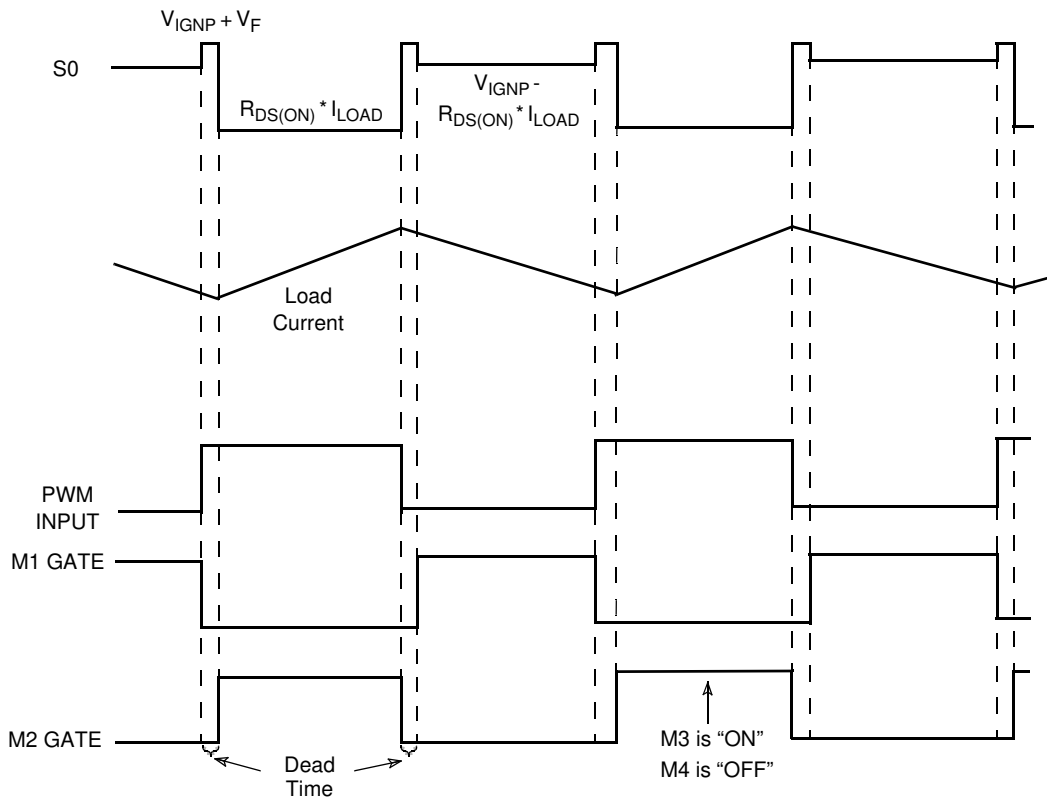 V_IGNP + V_F
S0
R_DS(ON) * I_LOAD
V_IGNP -
R_DS(ON) * I_LOAD
Load
Current
PWM
INPUT
M1 GATE
M2 GATE
Dead
Time
M3 is “ON”
M4 is “OFF”